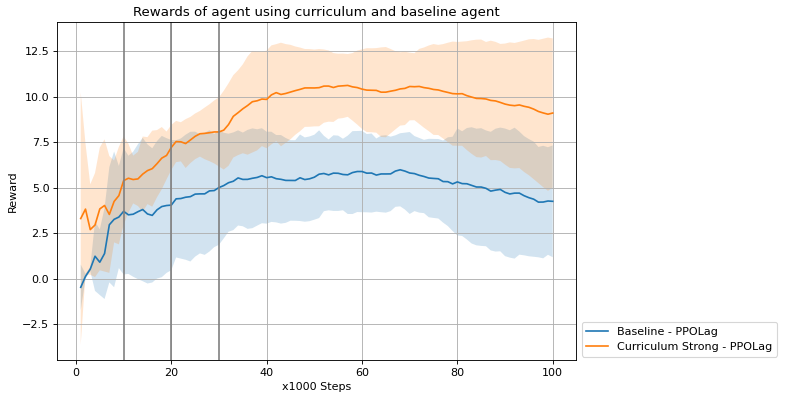 Rewards of agent using curriculum and baseline agent
Reward
12.5
10.0
7.5
5.0
2.5
0.0
−2.5
0 20 40 60 80 100
x1000 Steps
Baseline - PPOLag
Curriculum Strong - PPOLag